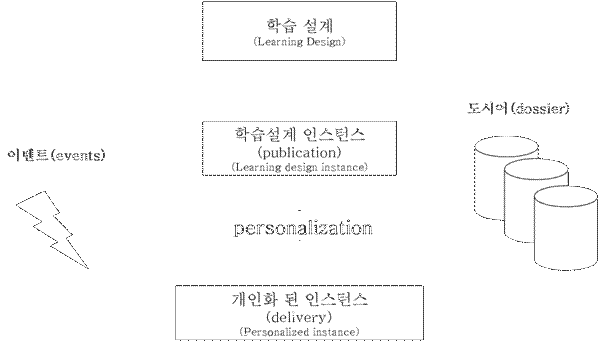 학습 설계
(Learning Design)
도시어(dossier)
학습설계 인스턴스
(publication)
(Learning design instance)
이벤트(events)
personalization
개인화 된 인스턴스
(delivery)
(Personalized instance)